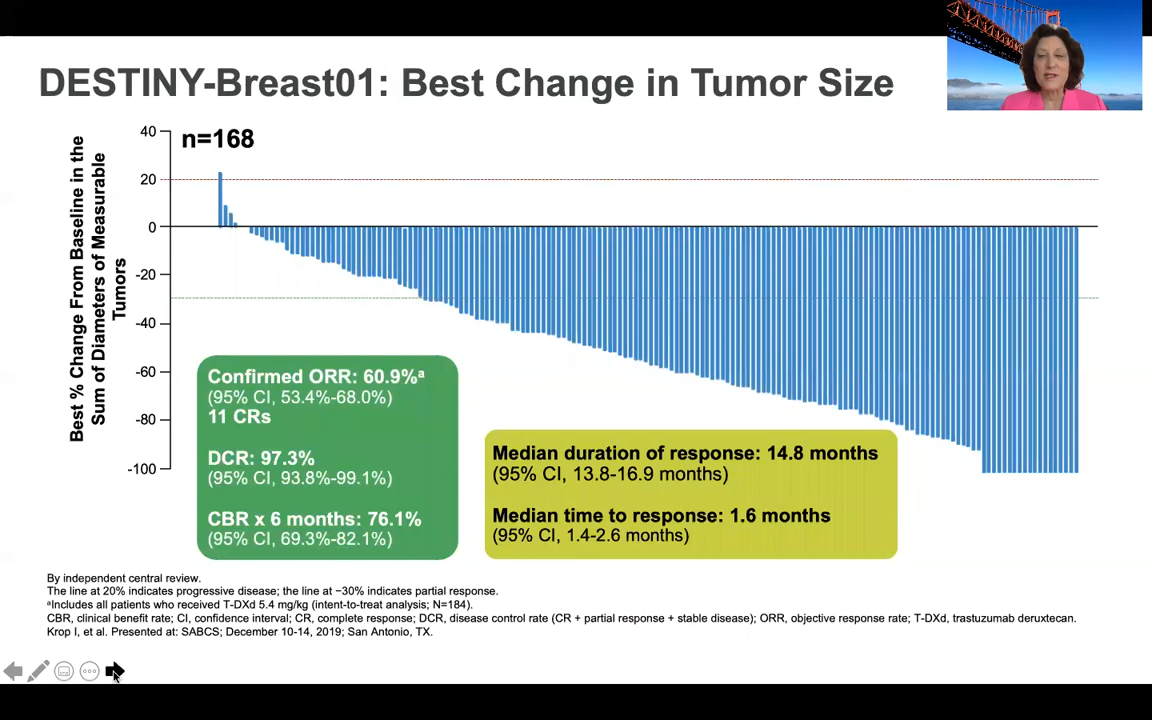 DESTINY-Breast01: Best Change in Tumor Size
Best % Change From Baseline in the
Sum of Diameters of Measurable
Tumors
40
20
0
-20
-40
-60
-80
-100
n=168
Confirmed ORR: 60.9%ᵃ
(95% CI, 53.4%-68.0%)
11 CRs
DCR: 97.3%
(95% CI, 93.8%-99.1%)
CBR x 6 months: 76.1%
(95% CI, 69.3%-82.1%)
Median duration of response: 14.8 months
(95% CI, 13.8-16.9 months)
Median time to response: 1.6 months
(95% CI, 1.4-2.6 months)
By independent central review.
The line at 20% indicates progressive disease; the line at −30% indicates partial response.
ᵃIncludes all patients who received T-DXd 5.4 mg/kg (intent-to-treat analysis; N=184).
CBR, clinical benefit rate; CI, confidence interval; CR, complete response; DCR, disease control rate (CR + partial response + stable disease); ORR, objective response rate; T-DXd, trastuzumab deruxtecan.
Krop I, et al. Presented at: SABCS; December 10-14, 2019; San Antonio, TX.